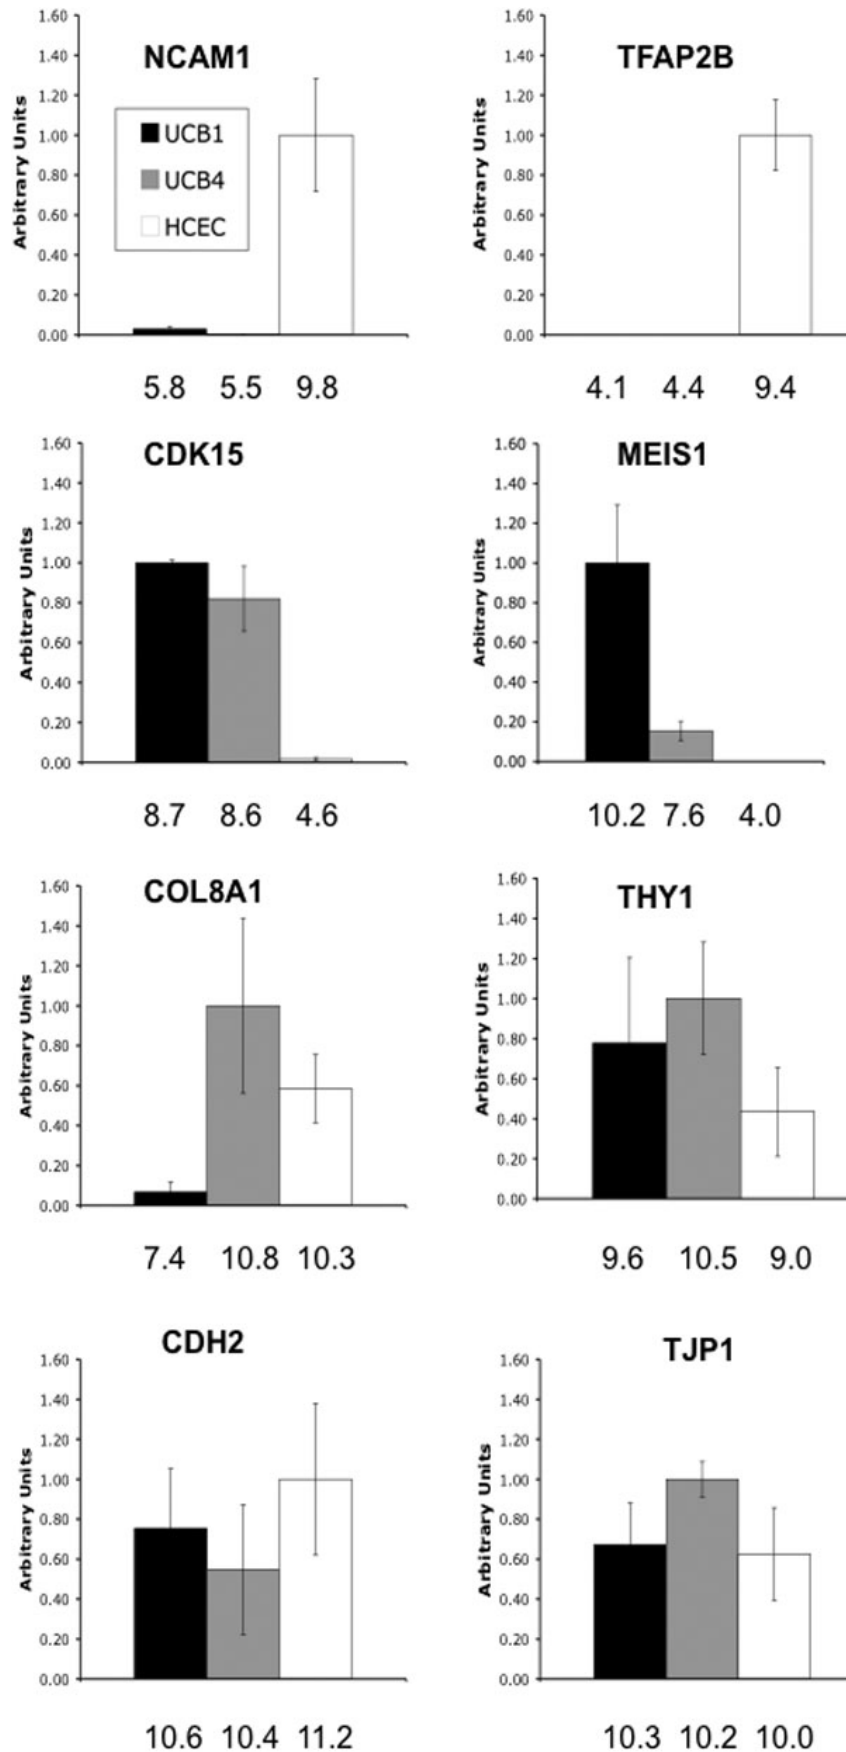 NCAM1
Arbitrary Units
1.60
1.40
1.20
1.00
0.80
0.60
0.40
0.20
0.00
UCB1
UCB4
HCEC
5.8 5.5 9.8
TFAP2B
Arbitrary Units
1.60
1.40
1.20
1.00
0.80
0.60
0.40
0.20
0.00
4.1 4.4 9.4
CDK15
Arbitrary Units
1.60
1.40
1.20
1.00
0.80
0.60
0.40
0.20
0.00
8.7 8.6 4.6
MEIS1
Arbitrary Units
1.60
1.40
1.20
1.00
0.80
0.60
0.40
0.20
0.00
10.2 7.6 4.0
COL8A1
Arbitrary Units
1.60
1.40
1.20
1.00
0.80
0.60
0.40
0.20
0.00
7.4 10.8 10.3
THY1
Arbitrary Units
1.60
1.40
1.20
1.00
0.80
0.60
0.40
0.20
0.00
9.6 10.5 9.0
CDH2
Arbitrary Units
1.60
1.40
1.20
1.00
0.80
0.60
0.40
0.20
0.00
10.6 10.4 11.2
TJP1
Arbitrary Units
1.60
1.40
1.20
1.00
0.80
0.60
0.40
0.20
0.00
10.3 10.2 10.0